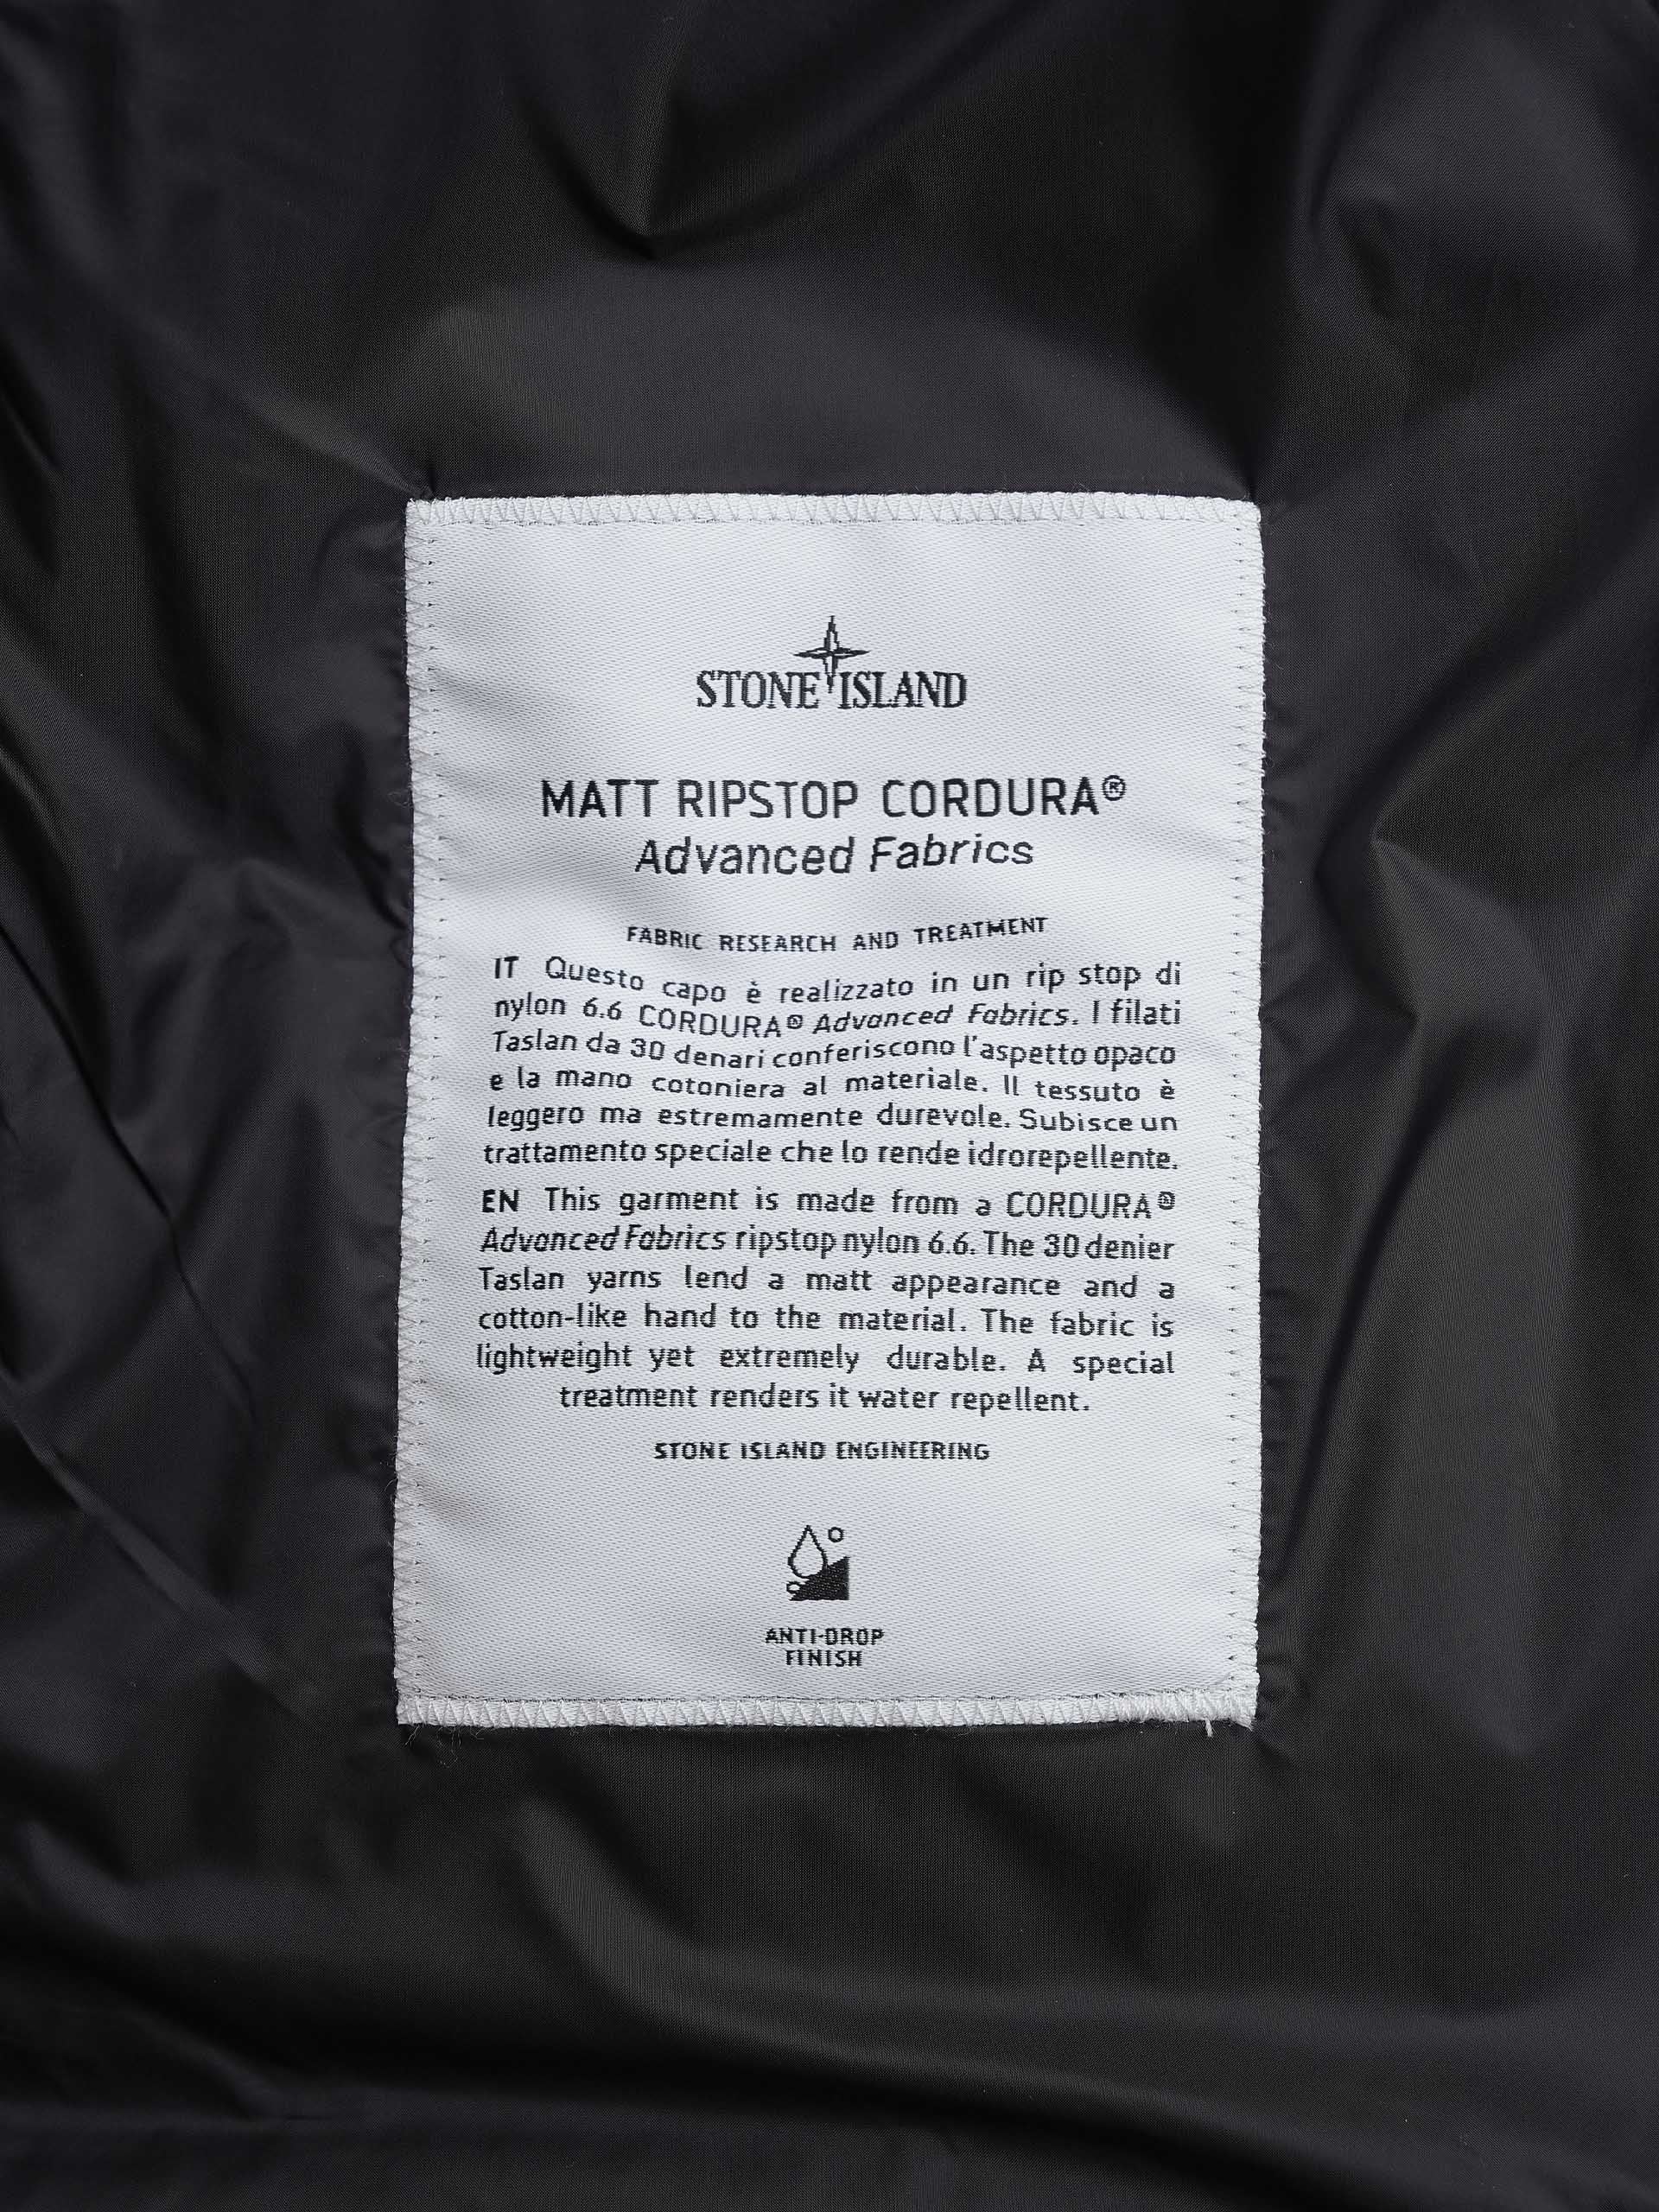 STONE ISLAND
MATT RIPSTOP CORDURA®
Advanced Fabrics
FABRIC RESEARCH AND TREATMENT
IT Questo capo è realizzato in un rip stop di
nylon 6.6 CORDURA® Advanced Fabrics. I filati
Taslan da 30 denari conferiscono l'aspetto opaco
e la mano cotoniera al materiale. Il tessuto è
leggero ma estremamente durevole. Subisce un
trattamento speciale che lo rende idrorepellente.
EN This garment is made from a CORDURA®
Advanced Fabrics ripstop nylon 6.6. The 30 denier
Taslan yarns lend a matt appearance and a
cotton-like hand to the material. The fabric is
lightweight yet extremely durable. A special
treatment renders it water repellent.
STONE ISLAND ENGINEERING
ANTI-DROP
FINISH